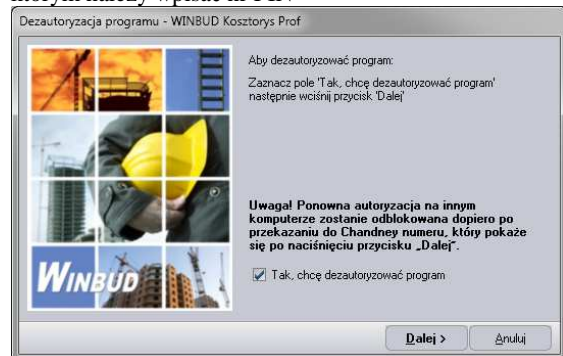 Dezautoryzacja programu - WINBUD Kosztorys Prof
Aby dezautoryzować program:
Zaznacz pole 'Tak, chcę dezautoryzować program'
następnie wciśnij przycisk 'Dalej'
Uwaga! Ponowna autoryzacja na innym
komputerze zostanie odblokowana dopiero po
przekazaniu do Chandney numeru, który pokaże
się po naciśnięciu przycisku „Dalej”.
Tak, chcę dezautoryzować program
WINBUD
Dalej >
Anuluj